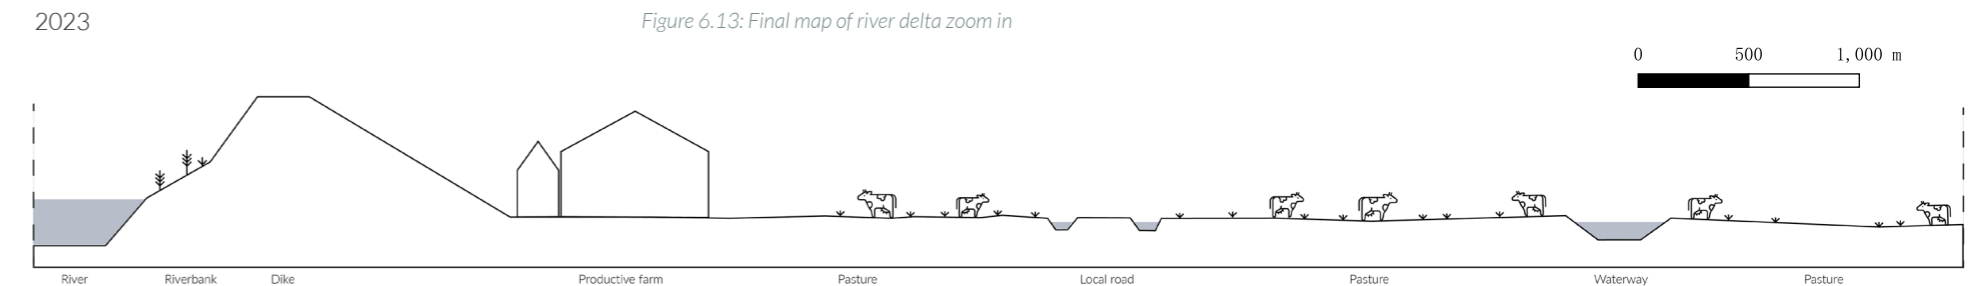 2023
Figure 6.13: Final map of river delta zoom in
0 500 1,000 m
River Riverbank Dike Productive farm Pasture Local road Pasture Waterway Pasture